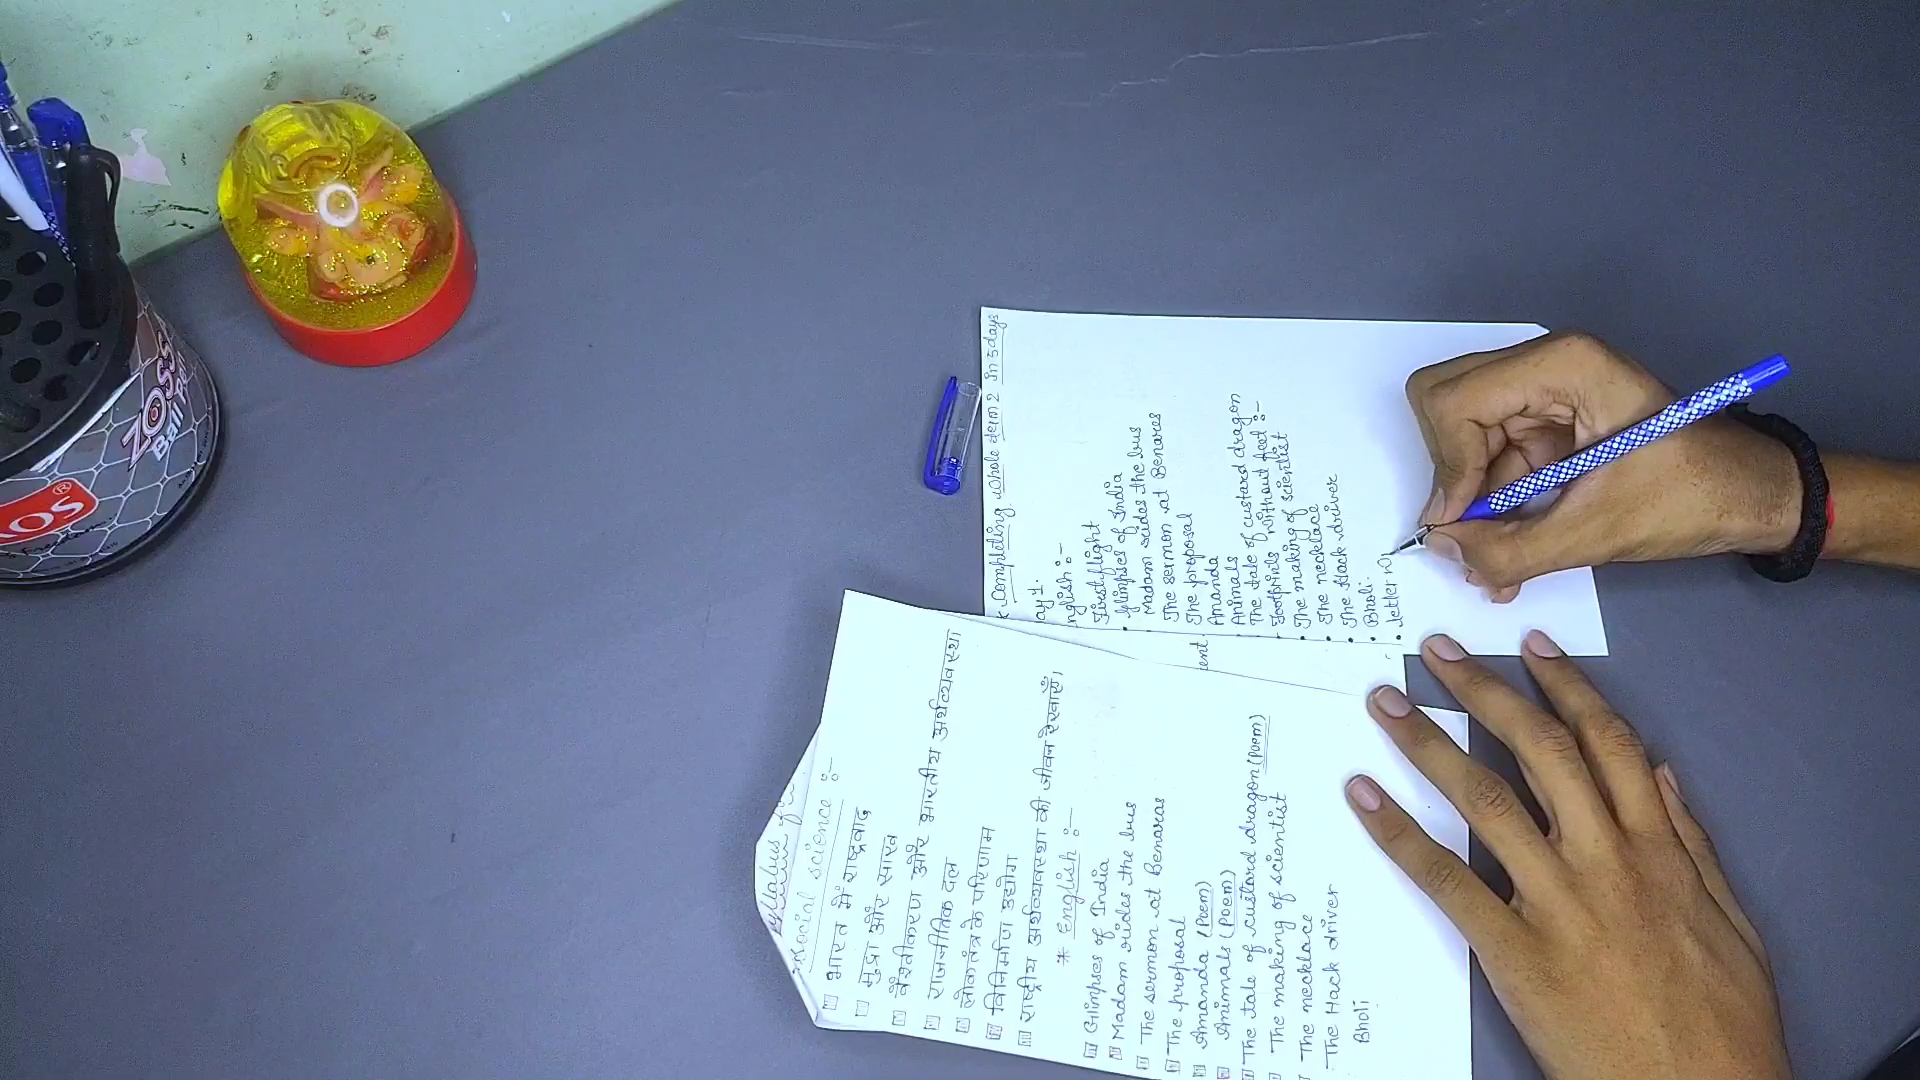 * Completing whole term 2 in 5 days
ay 1.
nglish :-
First flight
• Glimpses of India
Madam rides the bus
The sermon at Benares
The proposal
Amanda
Animals
The tale of custard dragon
Footprints without feet :-
• The making of scientist
• The necklace
• The Hack driver
• Bholi.
• letter w
ent.
Syllabus of
social science :-
भारत में राष्ट्रवाद
मुद्रा और साख
वैश्वीकरण और भारतीय अर्थव्यवस्था
राजनीतिक दल
लोकतंत्र के परिणाम
विनिर्माण उद्योग
राष्ट्रीय अर्थव्यवस्था की जीवन रेखाएँ।
* English :-
Glimpses of India
Madam rides the bus
The sermon at Benaras
The proposal
Amanda (Poem)
Animals (Poem)
The tale of custard dragon (Poem)
The making of scientist
The necklace
The Hack driver
Bholi
ZOSS
Ball P
OS®